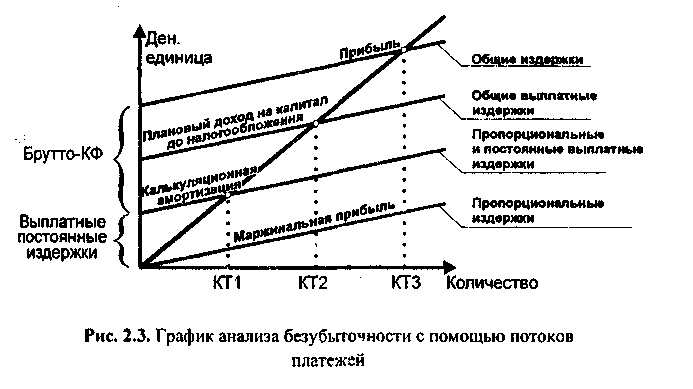 Ден.
единица
Прибыль
Общие издержки
Плановый доход на капитал
до налогообложения
Общие выплатные
издержки
Брутто-КФ
Калькуляционная
амортизация
Пропорциональные
и постоянные выплатные
издержки
Выплатные
постоянные
издержки
Маржинальная прибыль
Пропорциональные
издержки
КТ1
КТ2
КТ3
Количество
Рис. 2.3. График анализа безубыточности с помощью потоков
платежей